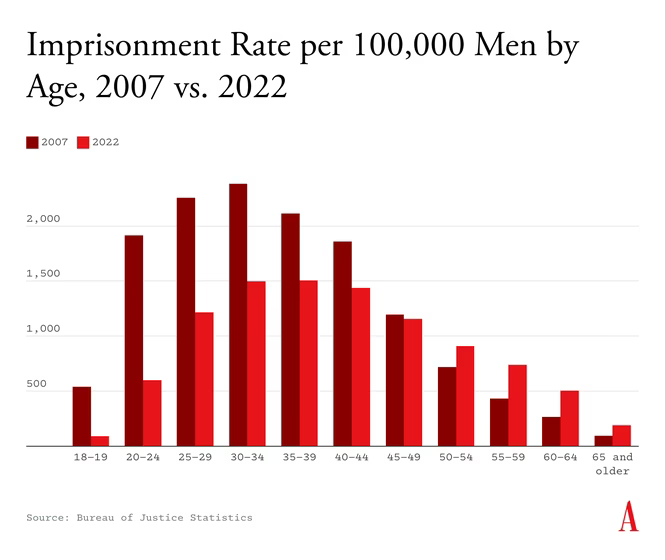 Imprisonment Rate per 100,000 Men by
Age, 2007 vs. 2022
2007 2022
2,000
1,500
1,000
500
18–19 20–24 25–29 30–34 35–39 40–44 45–49 50–54 55–59 60–64 65 and
older
Source: Bureau of Justice Statistics
A